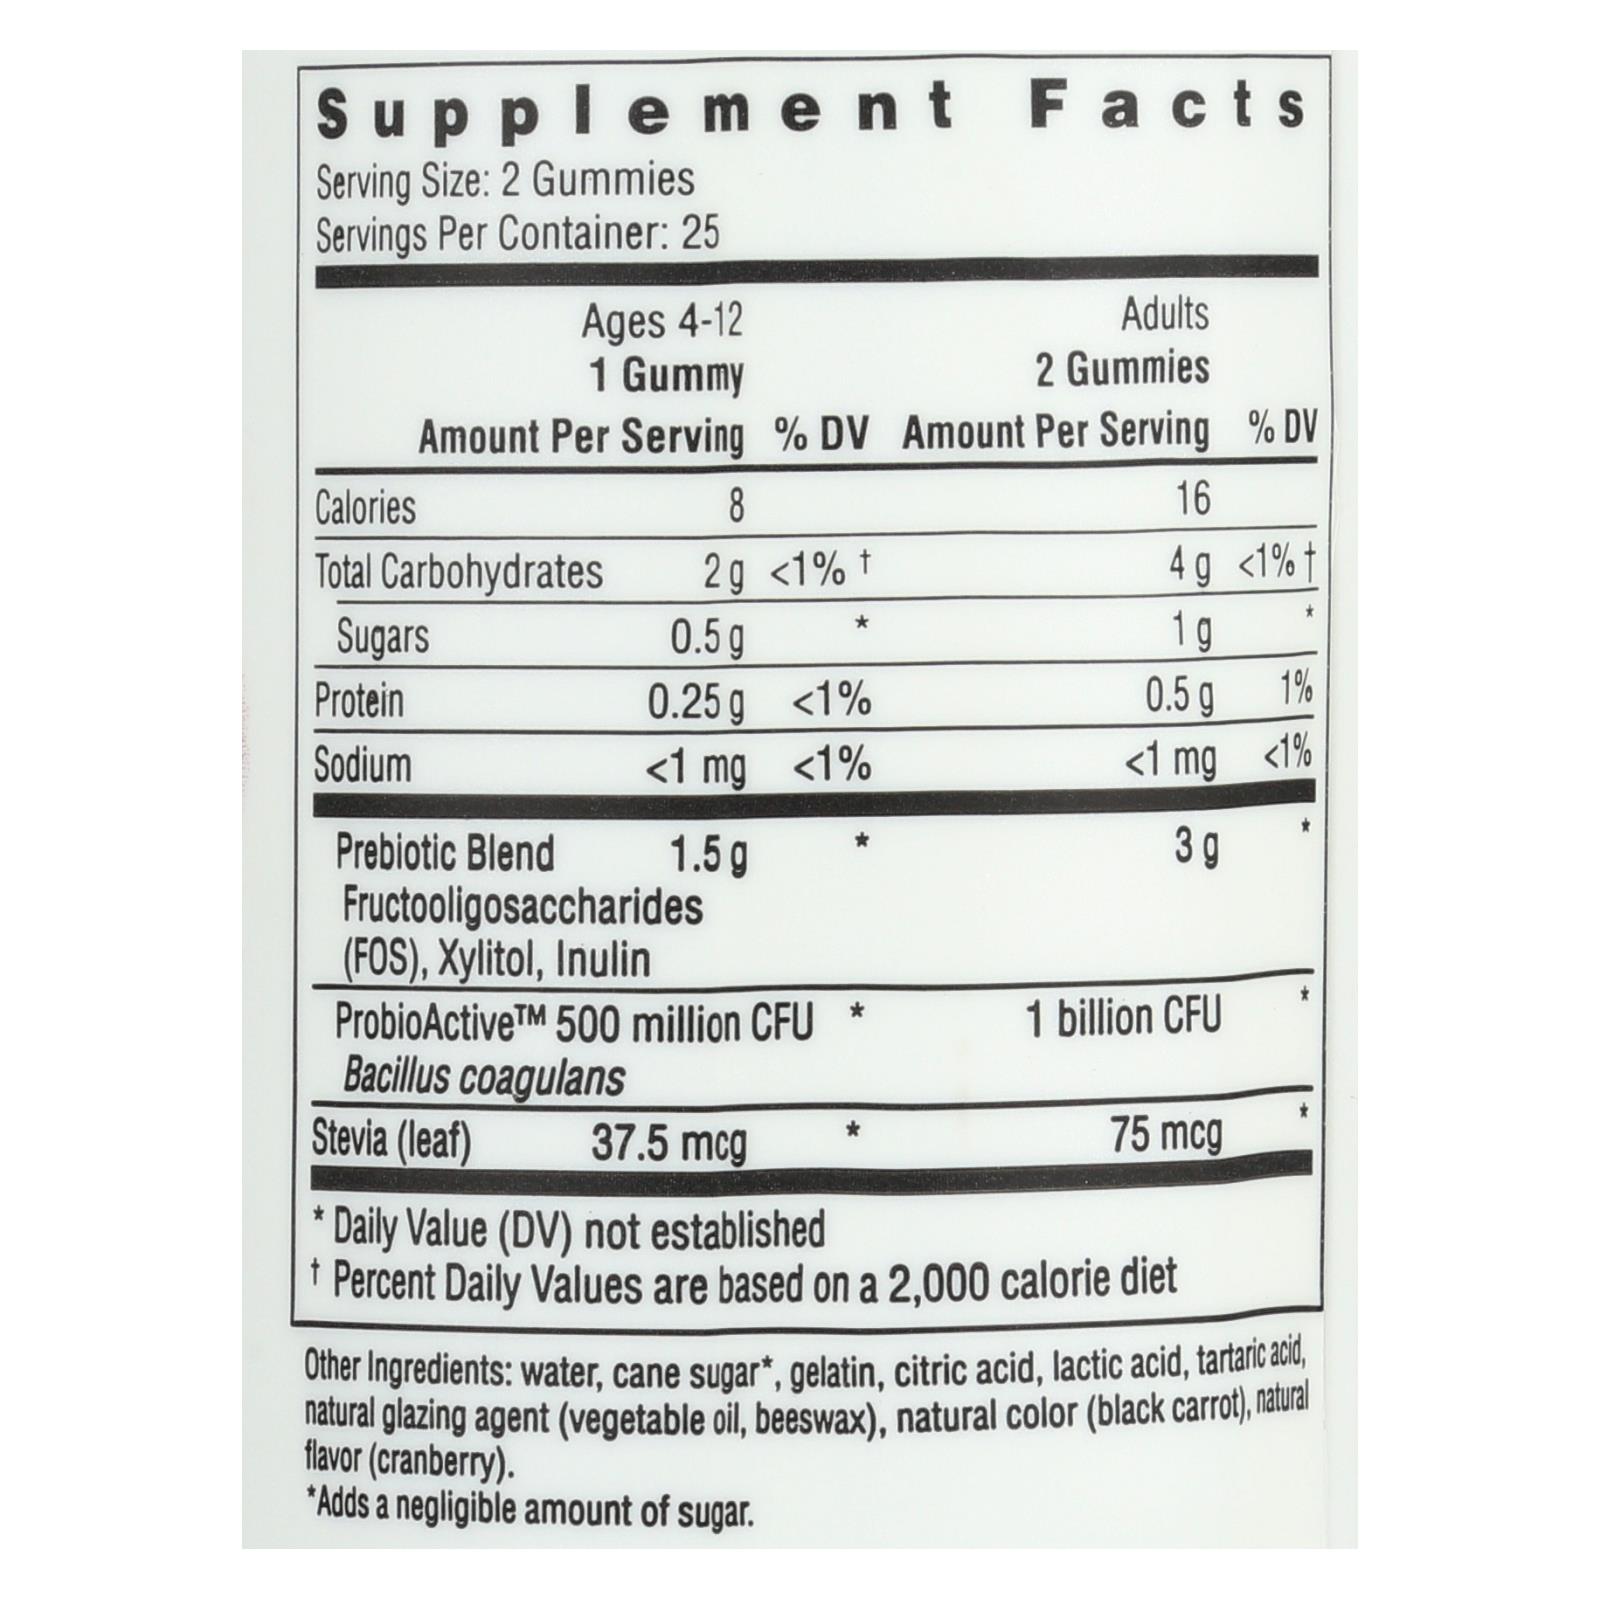 Supplement Facts
Serving Size: 2 Gummies
Servings Per Container: 25
Ages 4-12 Adults
1 Gummy 2 Gummies
Amount Per Serving % DV Amount Per Serving % DV
Calories 8 16
Total Carbohydrates 2 g <1% † 4 g <1% †
Sugars 0.5 g * 1 g *
Protein 0.25 g <1% 0.5 g 1%
Sodium <1 mg <1% <1 mg <1%
Prebiotic Blend 1.5 g * 3 g *
Fructooligosaccharides
(FOS), Xylitol, Inulin
ProbioActive™ 500 million CFU * 1 billion CFU *
Bacillus coagulans
Stevia (leaf) 37.5 mcg * 75 mcg *
* Daily Value (DV) not established
† Percent Daily Values are based on a 2,000 calorie diet
Other Ingredients: water, cane sugar*, gelatin, citric acid, lactic acid, tartaric acid,
natural glazing agent (vegetable oil, beeswax), natural color (black carrot), natural
flavor (cranberry).
*Adds a negligible amount of sugar.